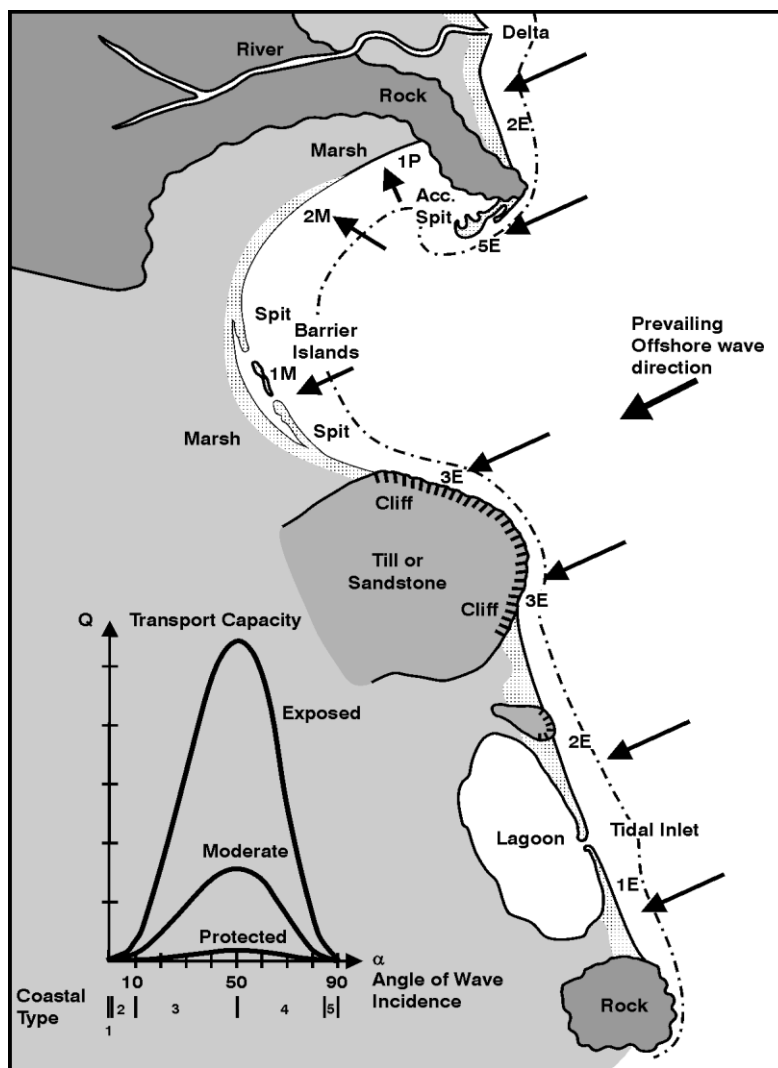 River
Delta
Rock
2E
Marsh
1P
Acc.
Spit
2M
5E
Spit
Barrier
Islands
1M
Prevailing
Offshore wave
direction
Marsh
Spit
3E
Cliff
Till or
Sandstone
Cliff
3E
Q
Transport Capacity
Exposed
2E
Lagoon
Tidal Inlet
Moderate
1E
Protected
α
10
50
90
Angle of Wave
Incidence
Coastal
Type
1
2
3
4
5
Rock